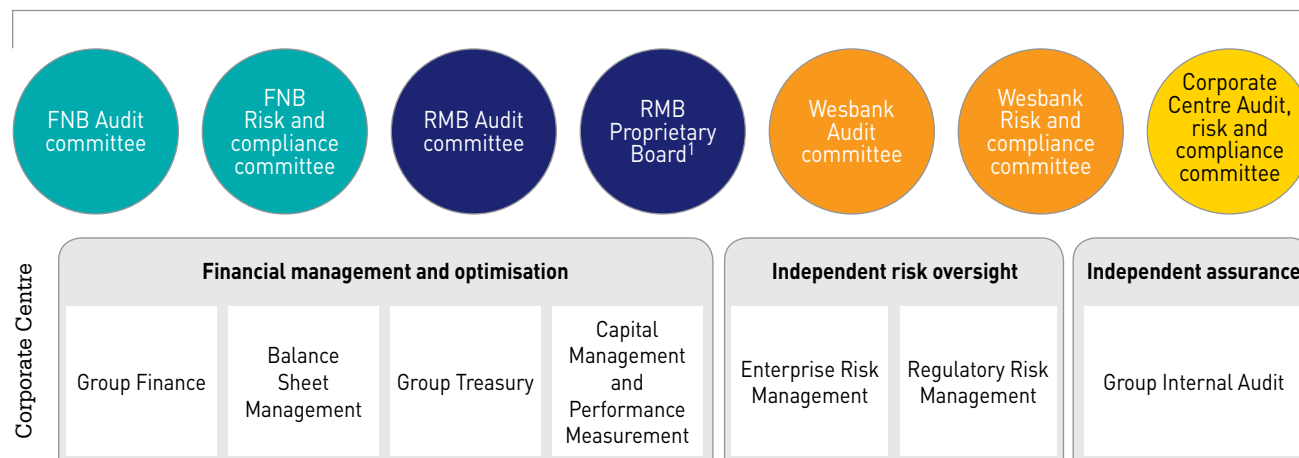 FNB Audit
committee
FNB
Risk and
compliance
committee
RMB Audit
committee
RMB
Proprietary
Board¹
Wesbank
Audit
committee
Wesbank
Risk and
compliance
committee
Corporate
Centre Audit,
risk and
compliance
committee
Corporate Centre
Financial management and optimisation
Group Finance
Balance
Sheet
Management
Group Treasury
Capital
Management
and
Performance
Measurement
Independent risk oversight
Enterprise Risk
Management
Regulatory Risk
Management
Independent assurance
Group Internal Audit